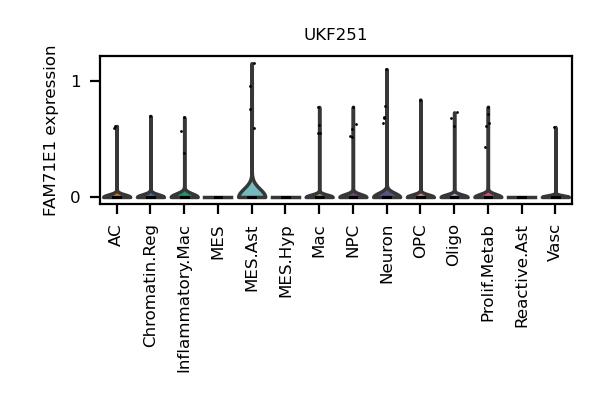 UKF251
FAM71E1 expression
1
0
AC
Chromatin.Reg
Inflammatory.Mac
MES
MES.Ast
MES.Hyp
Mac
NPC
Neuron
OPC
Oligo
Prolif.Metab
Reactive.Ast
Vasc